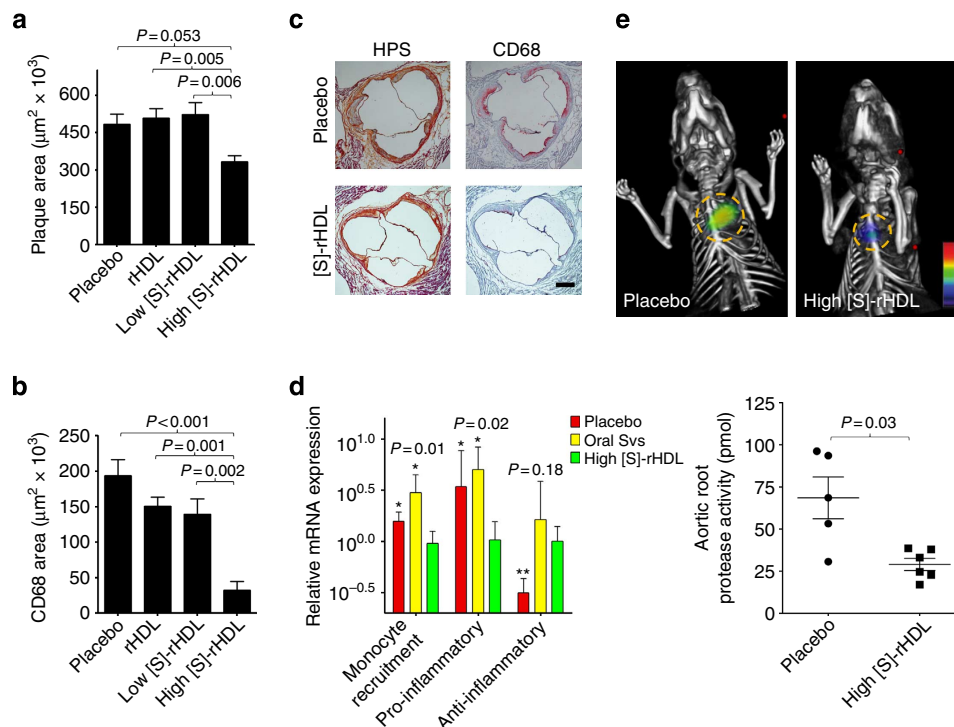 a
P = 0.053
P = 0.005
P = 0.006
Plaque area (μm² × 10³)
600
450
300
150
0
Placebo
rHDL
Low [S]-rHDL
High [S]-rHDL
b
P < 0.001
P = 0.001
P = 0.002
CD68 area (μm² × 10³)
250
200
150
100
50
0
Placebo
rHDL
Low [S]-rHDL
High [S]-rHDL
c
HPS
CD68
Placebo
[S]-rHDL
d
Relative mRNA expression
10^1.0
10^0.5
10^0.0
10^−0.5
P = 0.01
P = 0.02
P = 0.18
* * * * **
Placebo
Oral Svs
High [S]-rHDL
Monocyte
recruitment
Pro-inflammatory
Anti-inflammatory
e
Placebo
High [S]-rHDL
Aortic root
protease activity (pmol)
125
100
75
50
25
0
P = 0.03
Placebo
High [S]-rHDL